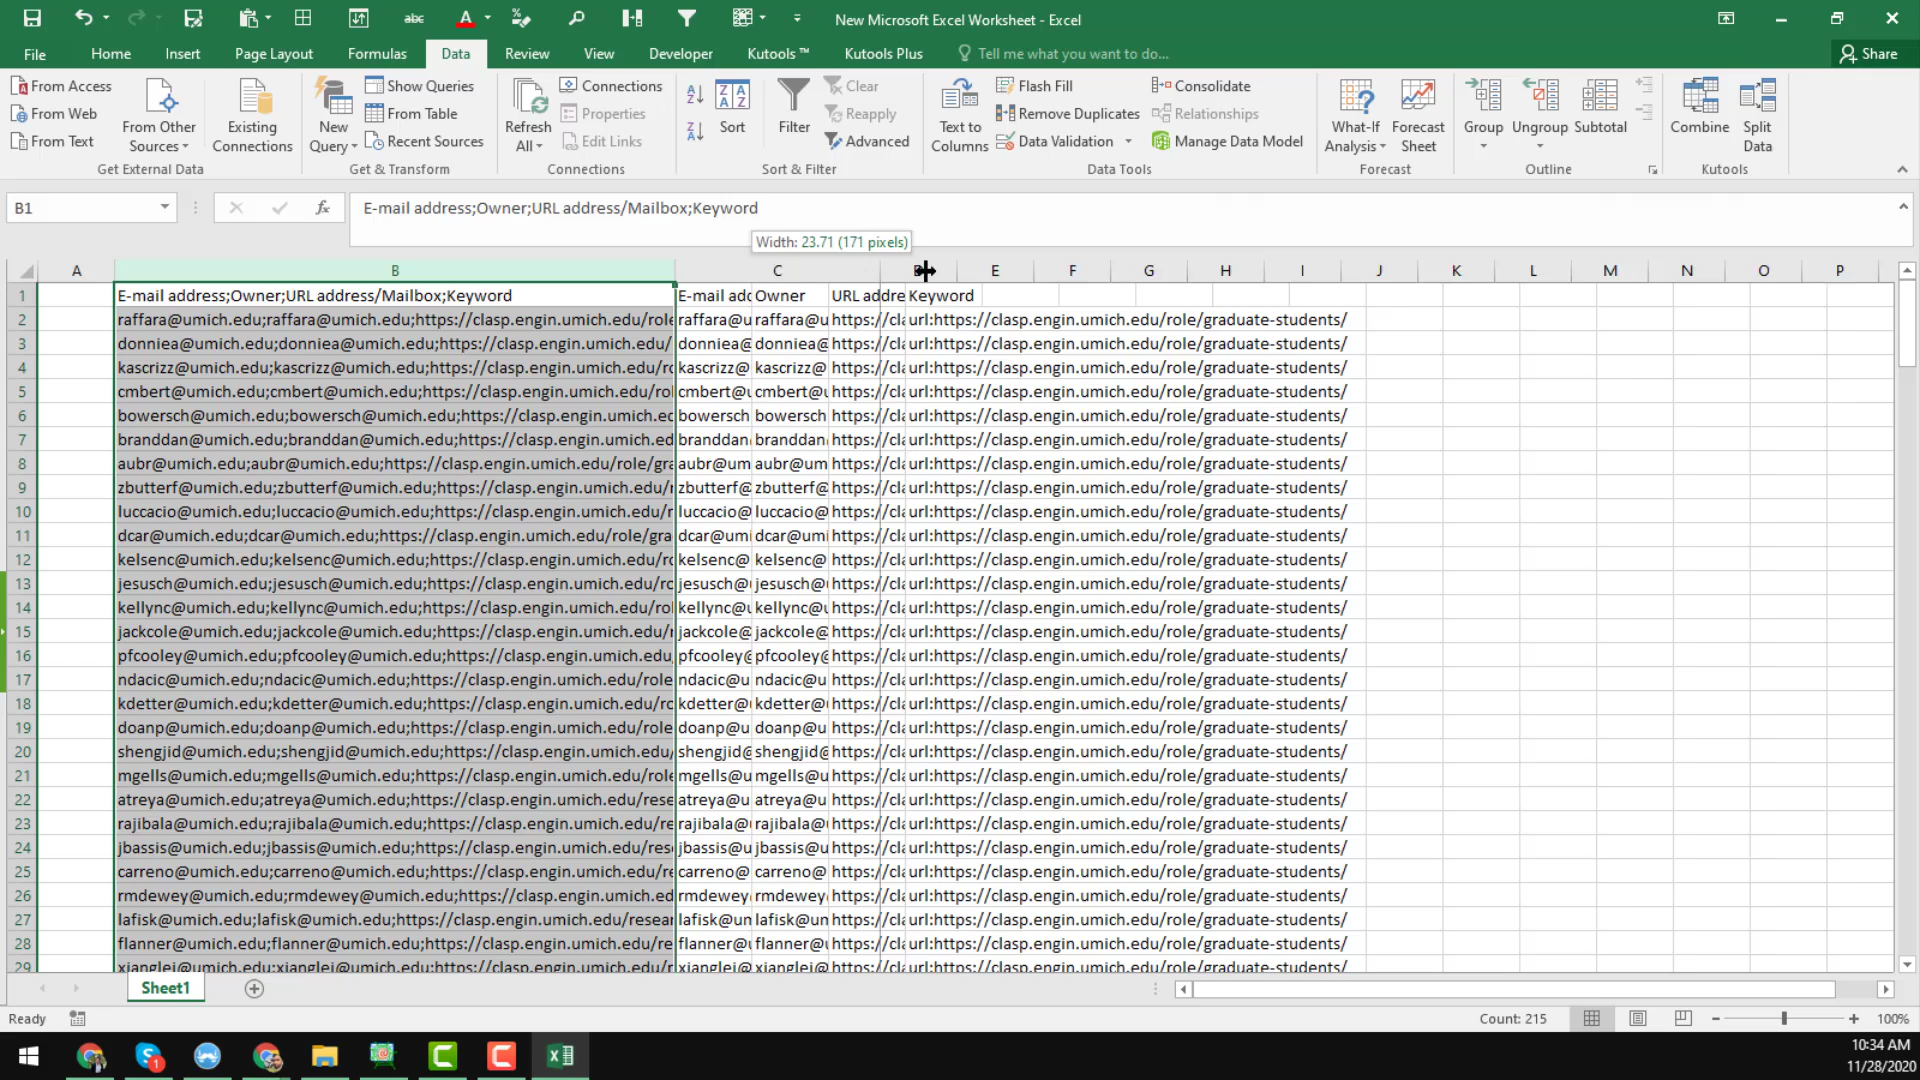 abc
A
New Microsoft Excel Worksheet - Excel
File
Home
Insert
Page Layout
Formulas
Data
Review
View
Developer
Kutools ™
Kutools Plus
Tell me what you want to do...
Share
From Access
From Web
From Text
From Other Sources
Existing Connections
Get External Data
New Query
Show Queries
From Table
Recent Sources
Get & Transform
Refresh All
Connections
Properties
Edit Links
Connections
Sort
Filter
Clear
Reapply
Advanced
Sort & Filter
Text to Columns
Flash Fill
Remove Duplicates
Data Validation
Consolidate
Relationships
Manage Data Model
Data Tools
What-If Analysis
Forecast Sheet
Forecast
Group
Ungroup
Subtotal
Outline
Combine
Split Data
Kutools
B1
fx
E-mail address;Owner;URL address/Mailbox;Keyword
Width: 23.71 (171 pixels)
A B C E F G H I J K L M N O P
1 E-mail address;Owner;URL address/Mailbox;Keyword E-mail adc Owner URL addre Keyword
2 raffara@umich.edu;raffara@umich.edu;https://clasp.engin.umich.edu/role raffara@u raffara@u https://cla url:https://clasp.engin.umich.edu/role/graduate-students/
3 donniea@umich.edu;donniea@umich.edu;https://clasp.engin.umich.edu/ donniea@ donniea@ https://cla url:https://clasp.engin.umich.edu/role/graduate-students/
4 kascrizz@umich.edu;kascrizz@umich.edu;https://clasp.engin.umich.edu/ro kascrizz@ kascrizz@ https://cla url:https://clasp.engin.umich.edu/role/graduate-students/
5 cmbert@umich.edu;cmbert@umich.edu;https://clasp.engin.umich.edu/rol cmbert@u cmbert@u https://cla url:https://clasp.engin.umich.edu/role/graduate-students/
6 bowersch@umich.edu;bowersch@umich.edu;https://clasp.engin.umich.ec bowersch bowersch https://cla url:https://clasp.engin.umich.edu/role/graduate-students/
7 branddan@umich.edu;branddan@umich.edu;https://clasp.engin.umich.ed branddan branddan https://cla url:https://clasp.engin.umich.edu/role/graduate-students/
8 aubr@umich.edu;aubr@umich.edu;https://clasp.engin.umich.edu/role/gra aubr@um aubr@um https://cla url:https://clasp.engin.umich.edu/role/graduate-students/
9 zbutterf@umich.edu;zbutterf@umich.edu;https://clasp.engin.umich.edu/r zbutterf@ zbutterf@ https://cla url:https://clasp.engin.umich.edu/role/graduate-students/
10 luccacio@umich.edu;luccacio@umich.edu;https://clasp.engin.umich.edu/r luccacio@ luccacio@ https://cla url:https://clasp.engin.umich.edu/role/graduate-students/
11 dcar@umich.edu;dcar@umich.edu;https://clasp.engin.umich.edu/role/gra dcar@umi dcar@umi https://cla url:https://clasp.engin.umich.edu/role/graduate-students/
12 kelsenc@umich.edu;kelsenc@umich.edu;https://clasp.engin.umich.edu/ro kelsenc@ kelsenc@ https://cla url:https://clasp.engin.umich.edu/role/graduate-students/
13 jesusch@umich.edu;jesusch@umich.edu;https://clasp.engin.umich.edu/ro jesusch@ jesusch@ https://cla url:https://clasp.engin.umich.edu/role/graduate-students/
14 kellync@umich.edu;kellync@umich.edu;https://clasp.engin.umich.edu/rol kellync@u kellync@u https://cla url:https://clasp.engin.umich.edu/role/graduate-students/
15 jackcole@umich.edu;jackcole@umich.edu;https://clasp.engin.umich.edu/r jackcole@ jackcole@ https://cla url:https://clasp.engin.umich.edu/role/graduate-students/
16 pfcooley@umich.edu;pfcooley@umich.edu;https://clasp.engin.umich.edu/ pfcooley@ pfcooley@ https://cla url:https://clasp.engin.umich.edu/role/graduate-students/
17 ndacic@umich.edu;ndacic@umich.edu;https://clasp.engin.umich.edu/role ndacic@u ndacic@u https://cla url:https://clasp.engin.umich.edu/role/graduate-students/
18 kdetter@umich.edu;kdetter@umich.edu;https://clasp.engin.umich.edu/ro kdetter@u kdetter@u https://cla url:https://clasp.engin.umich.edu/role/graduate-students/
19 doanp@umich.edu;doanp@umich.edu;https://clasp.engin.umich.edu/role doanp@u doanp@u https://cla url:https://clasp.engin.umich.edu/role/graduate-students/
20 shengjid@umich.edu;shengjid@umich.edu;https://clasp.engin.umich.edu/ shengjid@ shengjid@ https://cla url:https://clasp.engin.umich.edu/role/graduate-students/
21 mgells@umich.edu;mgells@umich.edu;https://clasp.engin.umich.edu/role mgells@u mgells@u https://cla url:https://clasp.engin.umich.edu/role/graduate-students/
22 atreya@umich.edu;atreya@umich.edu;https://clasp.engin.umich.edu/rese atreya@u atreya@u https://cla url:https://clasp.engin.umich.edu/role/graduate-students/
23 rajibala@umich.edu;rajibala@umich.edu;https://clasp.engin.umich.edu/re rajibala@ rajibala@ https://cla url:https://clasp.engin.umich.edu/role/graduate-students/
24 jbassis@umich.edu;jbassis@umich.edu;https://clasp.engin.umich.edu/rese jbassis@u jbassis@u https://cla url:https://clasp.engin.umich.edu/role/graduate-students/
25 carreno@umich.edu;carreno@umich.edu;https://clasp.engin.umich.edu/re carreno@ carreno@ https://cla url:https://clasp.engin.umich.edu/role/graduate-students/
26 rmdewey@umich.edu;rmdewey@umich.edu;https://clasp.engin.umich.ed rmdewey rmdewey https://cla url:https://clasp.engin.umich.edu/role/graduate-students/
27 lafisk@umich.edu;lafisk@umich.edu;https://clasp.engin.umich.edu/resear lafisk@un lafisk@un https://cla url:https://clasp.engin.umich.edu/role/graduate-students/
28 flanner@umich.edu;flanner@umich.edu;https://clasp.engin.umich.edu/re flanner@u flanner@u https://cla url:https://clasp.engin.umich.edu/role/graduate-students/
29 xianglei@umich.edu;xianglei@umich.edu;https://clasp.engin.umich.edu/r xianglei@ xianglei@ https://cla url:https://clasp.engin.umich.edu/role/graduate-students/
Sheet1
Ready
Count: 215
100%
10:34 AM
11/28/2020